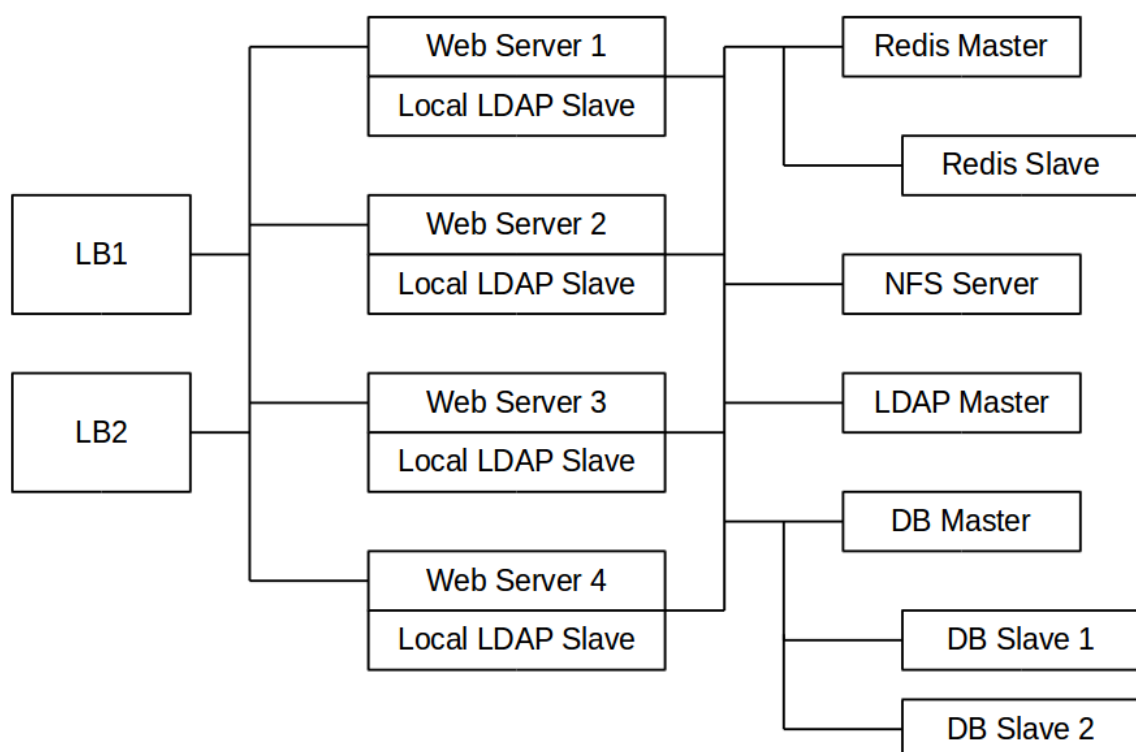 LB1
LB2
Web Server 1
Local LDAP Slave
Web Server 2
Local LDAP Slave
Web Server 3
Local LDAP Slave
Web Server 4
Local LDAP Slave
Redis Master
Redis Slave
NFS Server
LDAP Master
DB Master
DB Slave 1
DB Slave 2